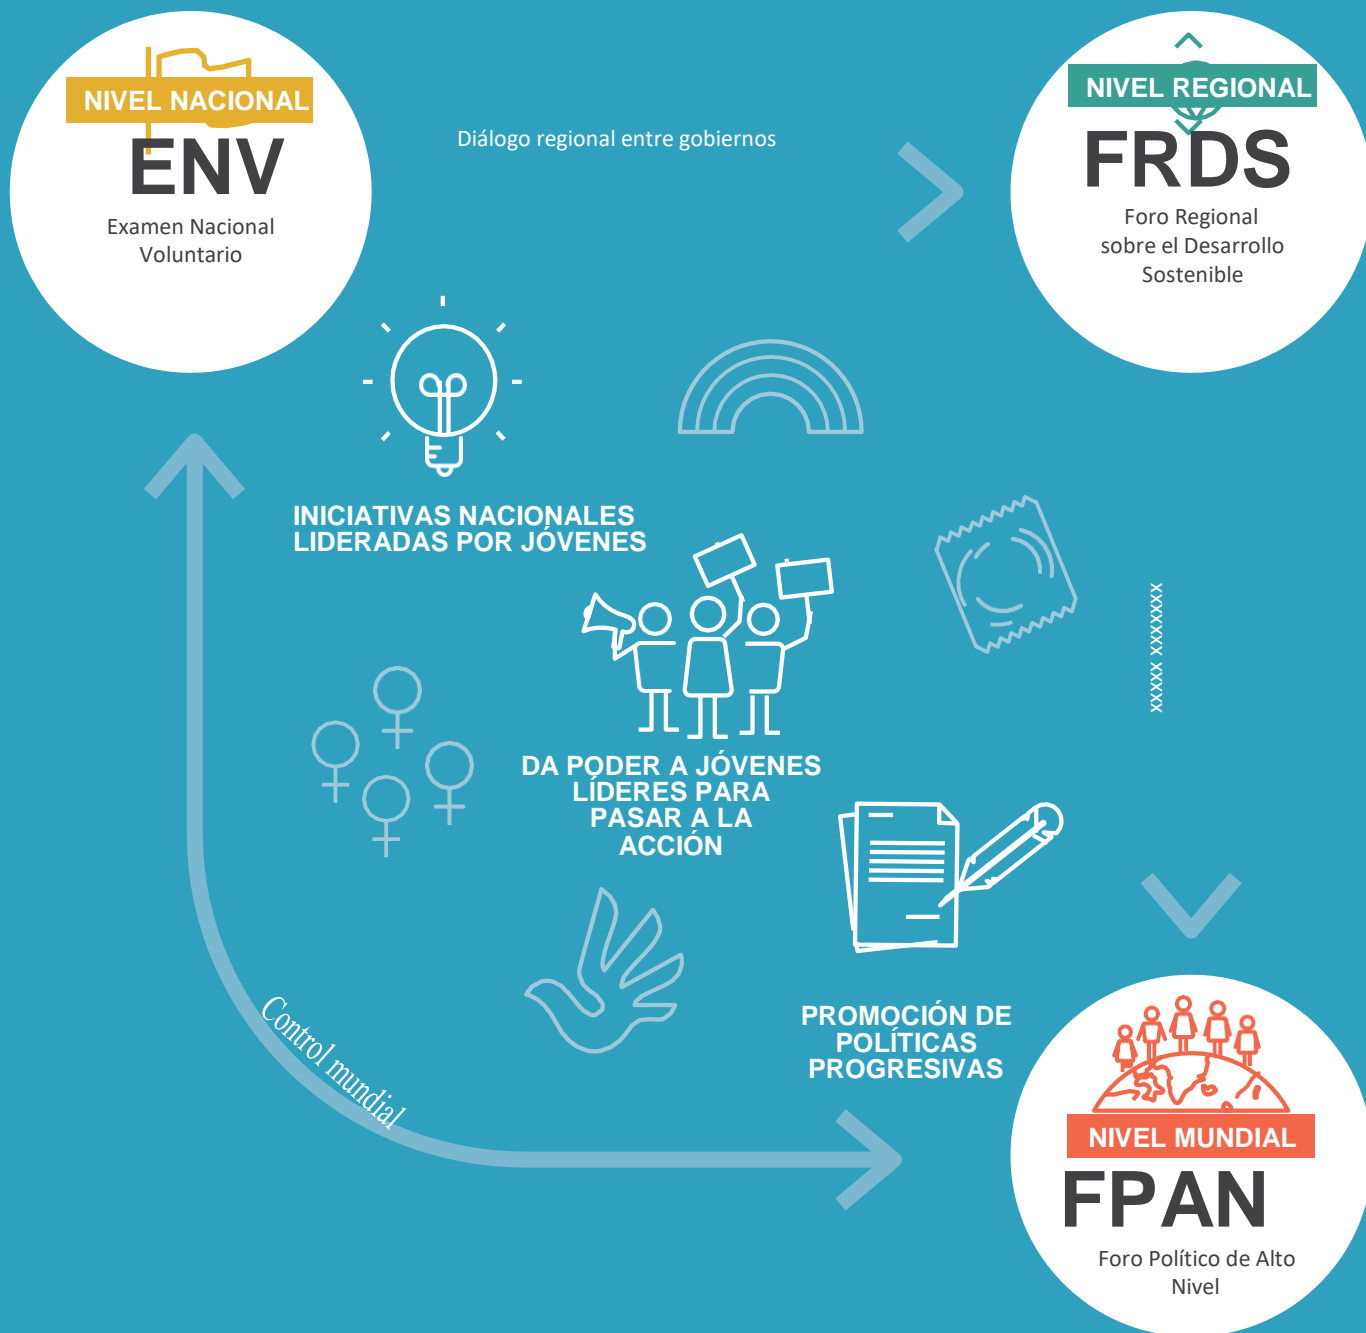 NIVEL NACIONAL
ENV
Examen Nacional
Voluntario
Diálogo regional entre gobiernos
NIVEL REGIONAL
FRDS
Foro Regional
sobre el Desarrollo
Sostenible
INICIATIVAS NACIONALES
LIDERADAS POR JÓVENES
xxxxx xxxxxxx
DA PODER A JÓVENES
LÍDERES PARA
PASAR A LA
ACCIÓN
Control mundial
PROMOCIÓN DE
POLÍTICAS
PROGRESIVAS
NIVEL MUNDIAL
FPAN
Foro Político de Alto
Nivel